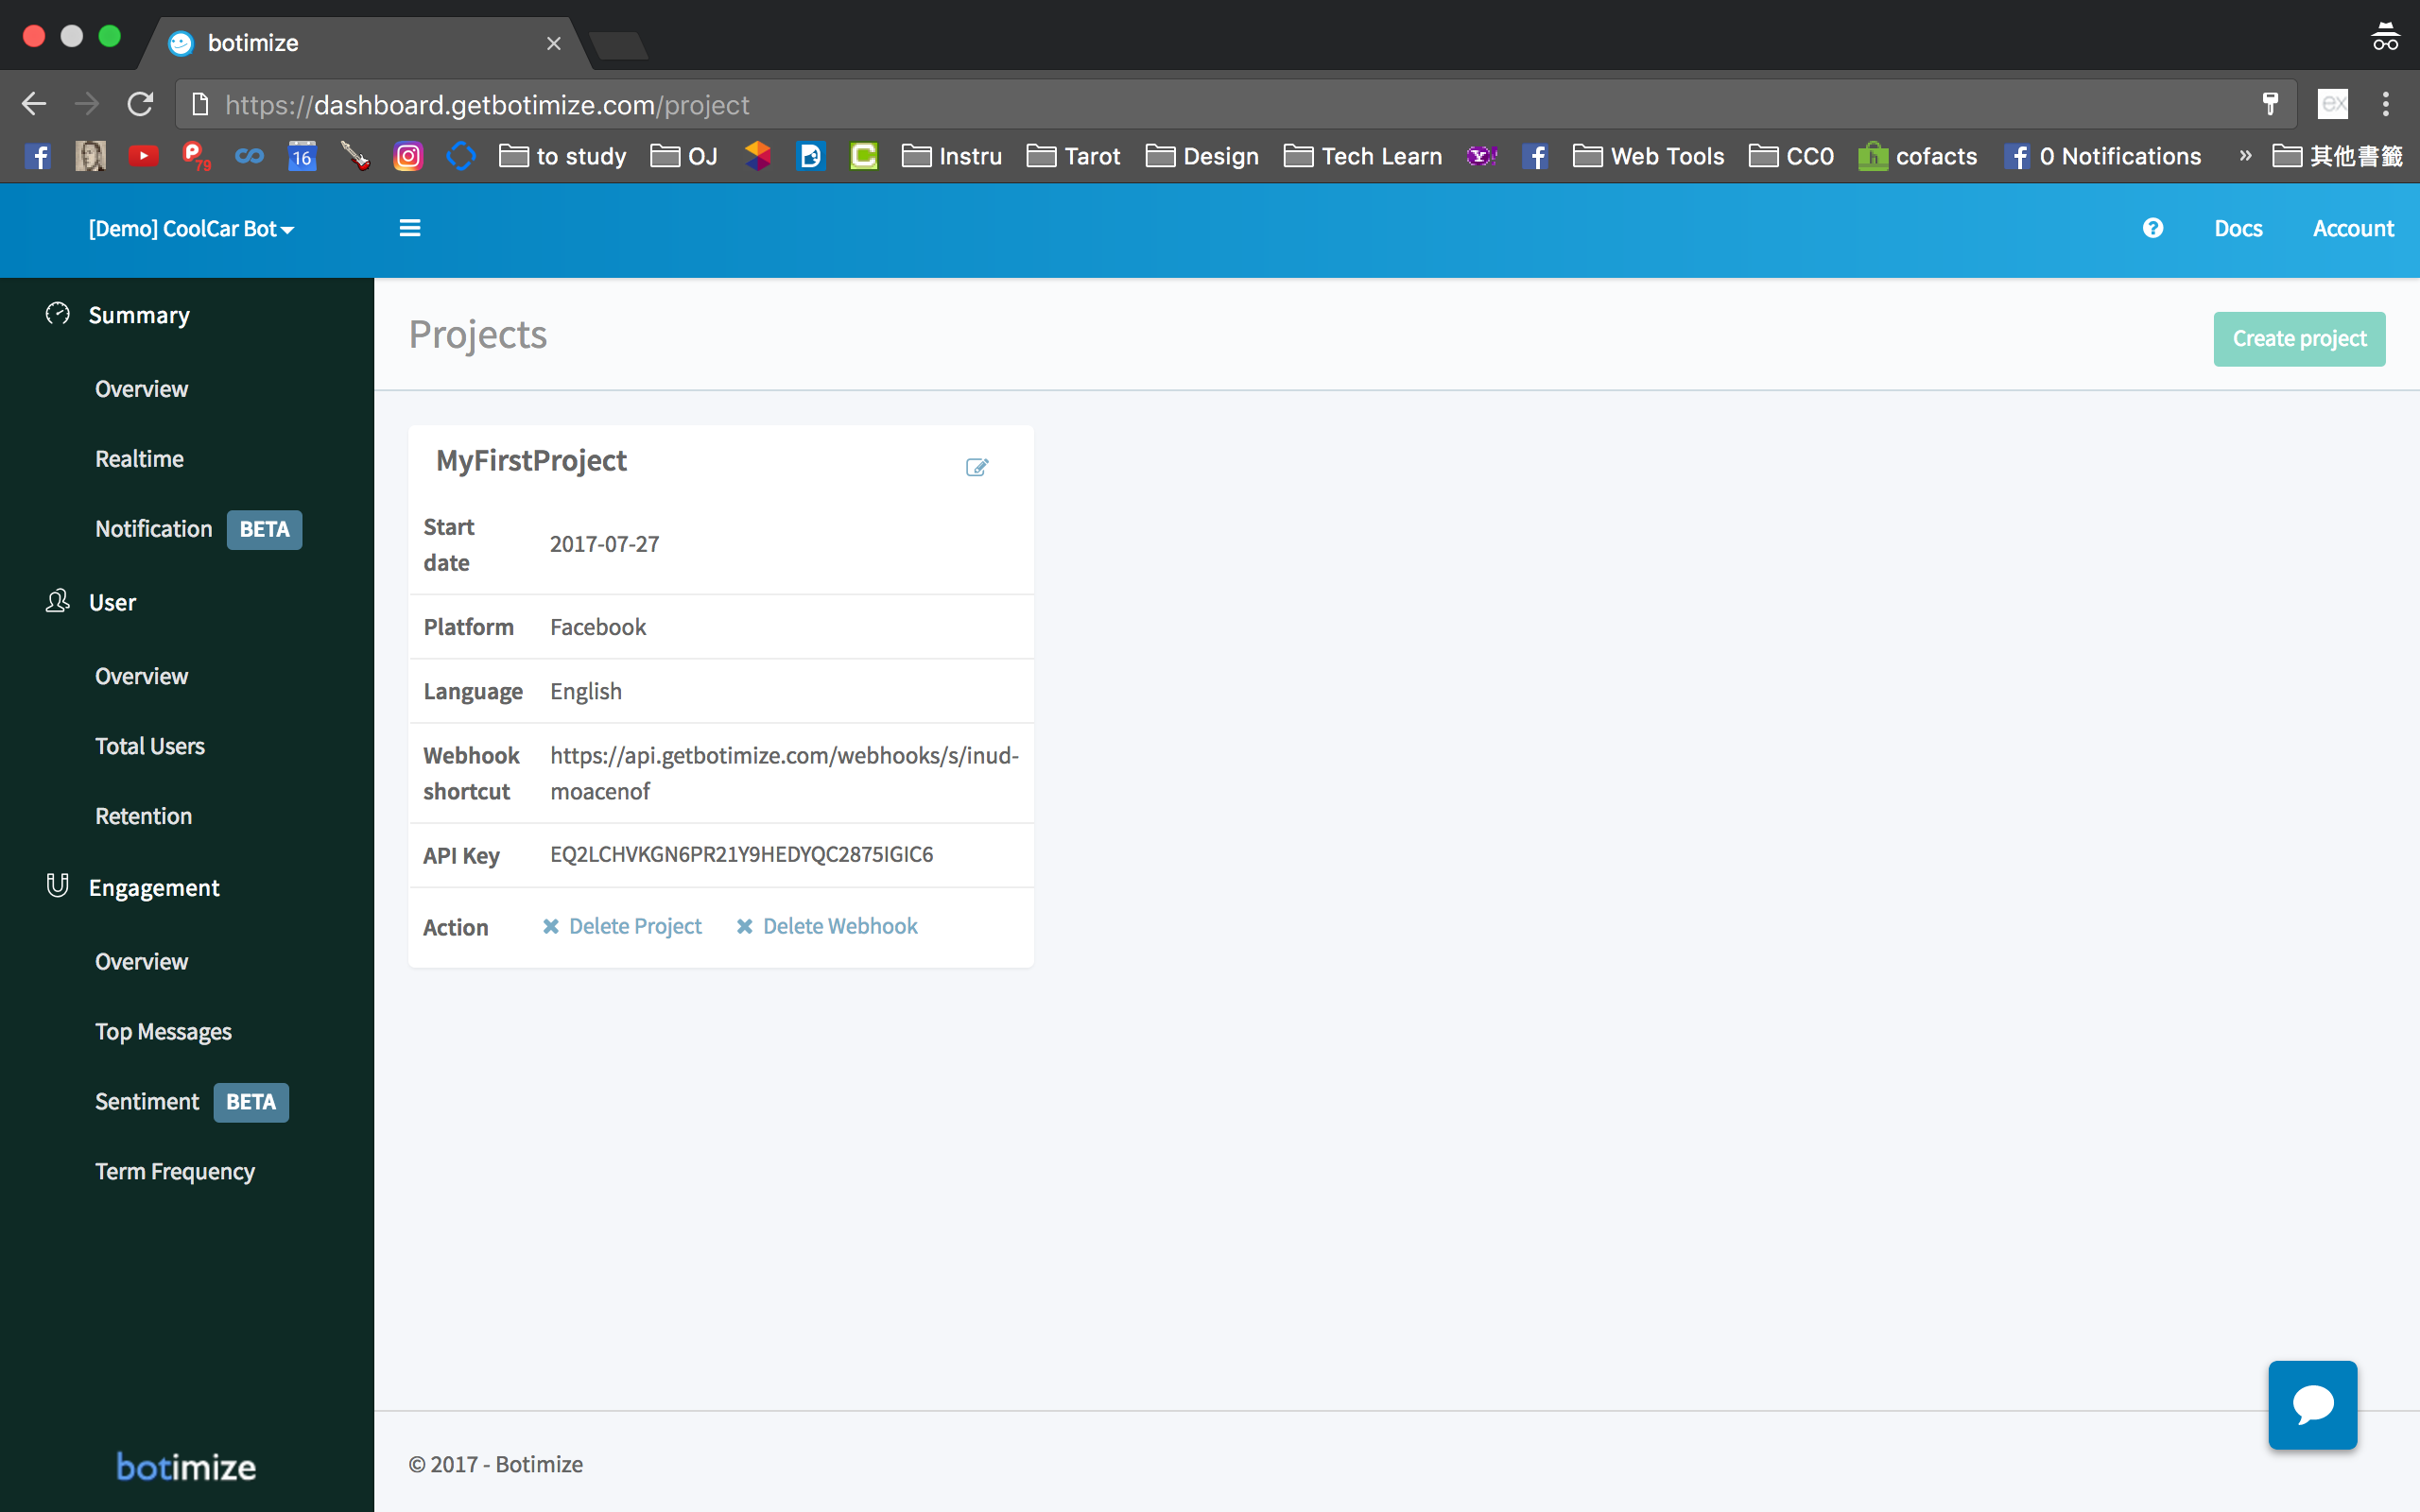 botimize
https://dashboard.getbotimize.com/project
79 16 to study OJ Instru Tarot Design Tech Learn Web Tools CC0 cofacts 0 Notifications » 其他書籤
[Demo] CoolCar Bot
Docs
Account
Summary
Overview
Realtime
Notification BETA
User
Overview
Total Users
Retention
Engagement
Overview
Top Messages
Sentiment BETA
Term Frequency
botimize
Projects
Create project
MyFirstProject
Start
date
2017-07-27
Platform Facebook
Language English
Webhook
shortcut
https://api.getbotimize.com/webhooks/s/inud-
moacenof
API Key EQ2LCHVKGN6PR21Y9HEDYQC2875IGIC6
Action Delete Project Delete Webhook
© 2017 - Botimize